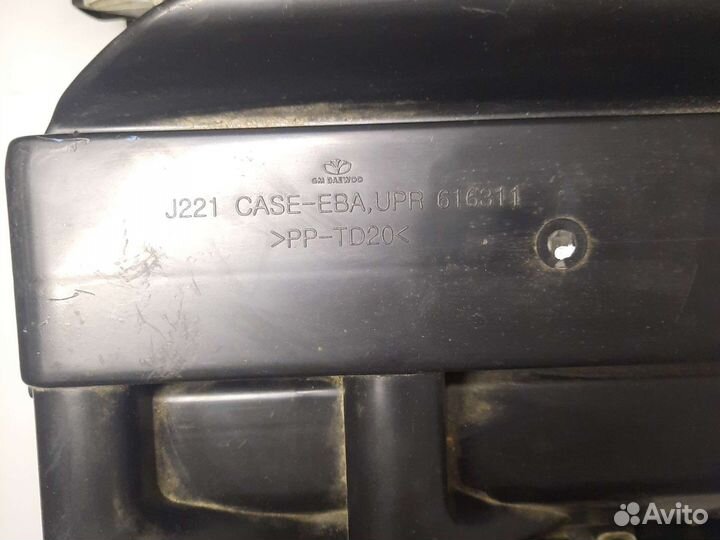 GM DAEWOO
J221 CASE-EBA,UPR 616311
>PP-TD20<
Avito